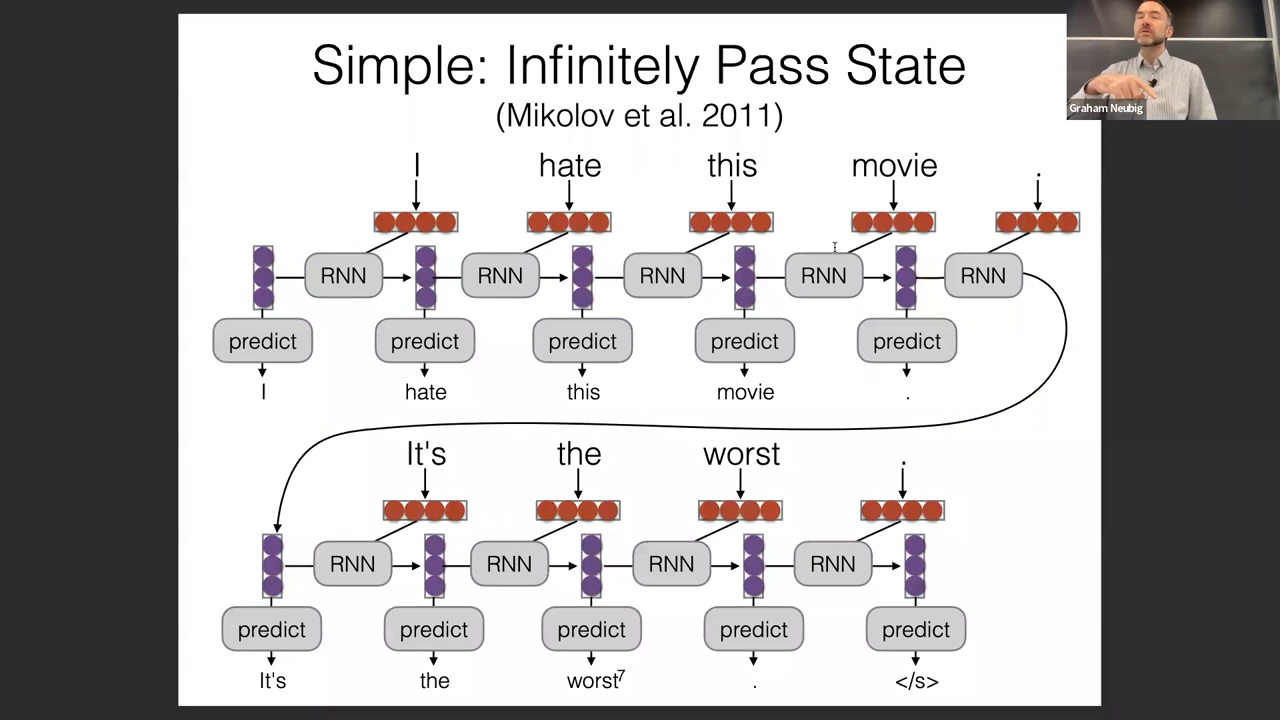 Simple: Infinitely Pass State
(Mikolov et al. 2011)
Graham Neubig
I hate this movie .
RNN RNN RNN RNN RNN
predict predict predict predict predict
I hate this movie .
It's the worst .
RNN RNN RNN RNN
predict predict predict predict predict
It's the worst . </s>
7